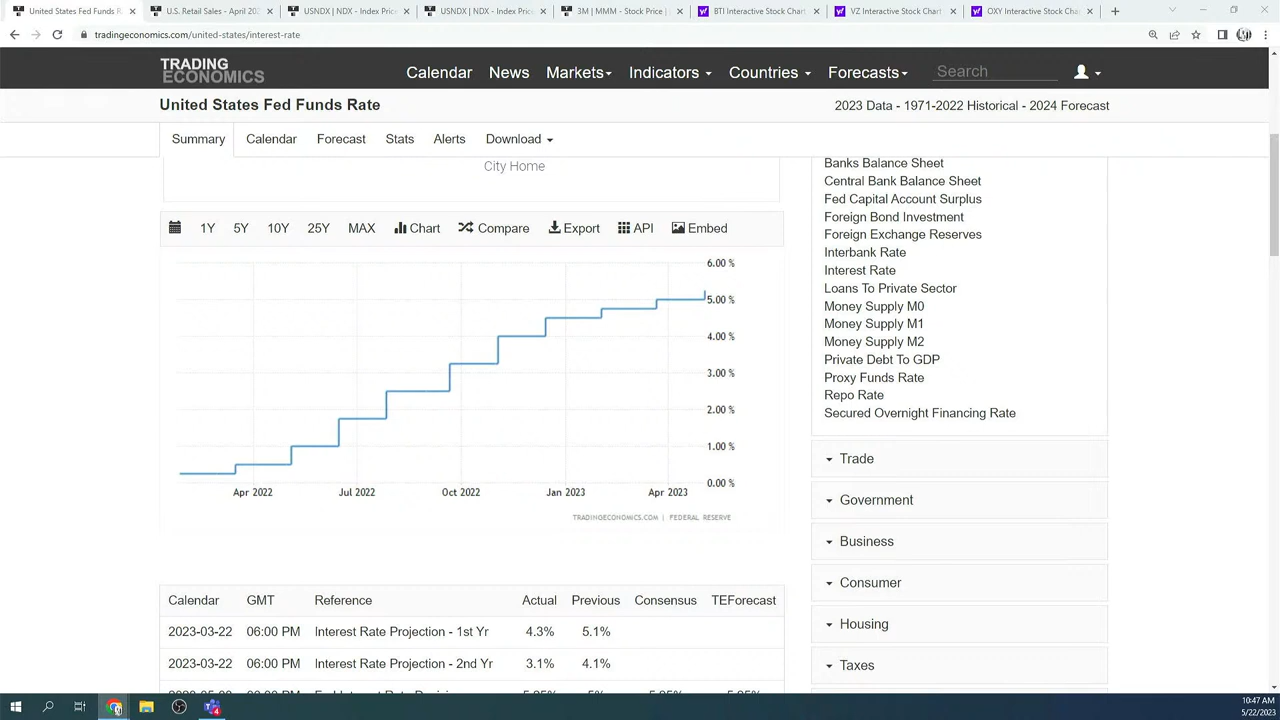 United States Fed Funds R
U.S. Retail Sales - April 202
USNDX | NDX - Index Price
USNDX | NDX - Index Price
3M | MMM - Stock Price |
BTI Interactive Stock Chart
VZ Interactive Stock Chart
OXY Interactive Stock Cha
tradingeconomics.com/united-states/interest-rate
TRADING
ECONOMICS
Calendar News Markets Indicators Countries Forecasts Search
United States Fed Funds Rate
2023 Data - 1971-2022 Historical - 2024 Forecast
Summary Calendar Forecast Stats Alerts Download
City Home
1Y 5Y 10Y 25Y MAX Chart Compare Export API Embed
6.00 %
5.00 %
4.00 %
3.00 %
2.00 %
1.00 %
0.00 %
Apr 2022 Jul 2022 Oct 2022 Jan 2023 Apr 2023
TRADINGECONOMICS.COM | FEDERAL RESERVE
Calendar GMT Reference Actual Previous Consensus TEForecast
2023-03-22 06:00 PM Interest Rate Projection - 1st Yr 4.3% 5.1%
2023-03-22 06:00 PM Interest Rate Projection - 2nd Yr 3.1% 4.1%
Banks Balance Sheet
Central Bank Balance Sheet
Fed Capital Account Surplus
Foreign Bond Investment
Foreign Exchange Reserves
Interbank Rate
Interest Rate
Loans To Private Sector
Money Supply M0
Money Supply M1
Money Supply M2
Private Debt To GDP
Proxy Funds Rate
Repo Rate
Secured Overnight Financing Rate
Trade
Government
Business
Consumer
Housing
Taxes
10:47 AM
5/22/2023